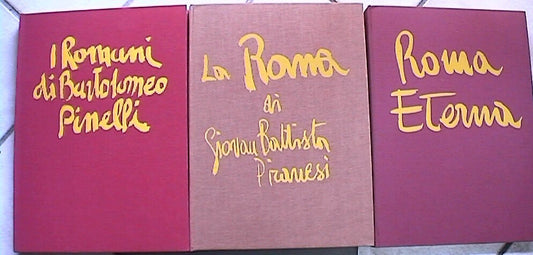 I Romani
di Bartolomeo
Pinelli
La Roma
di
Giovan Battista
Piranesi
Roma
Eterna